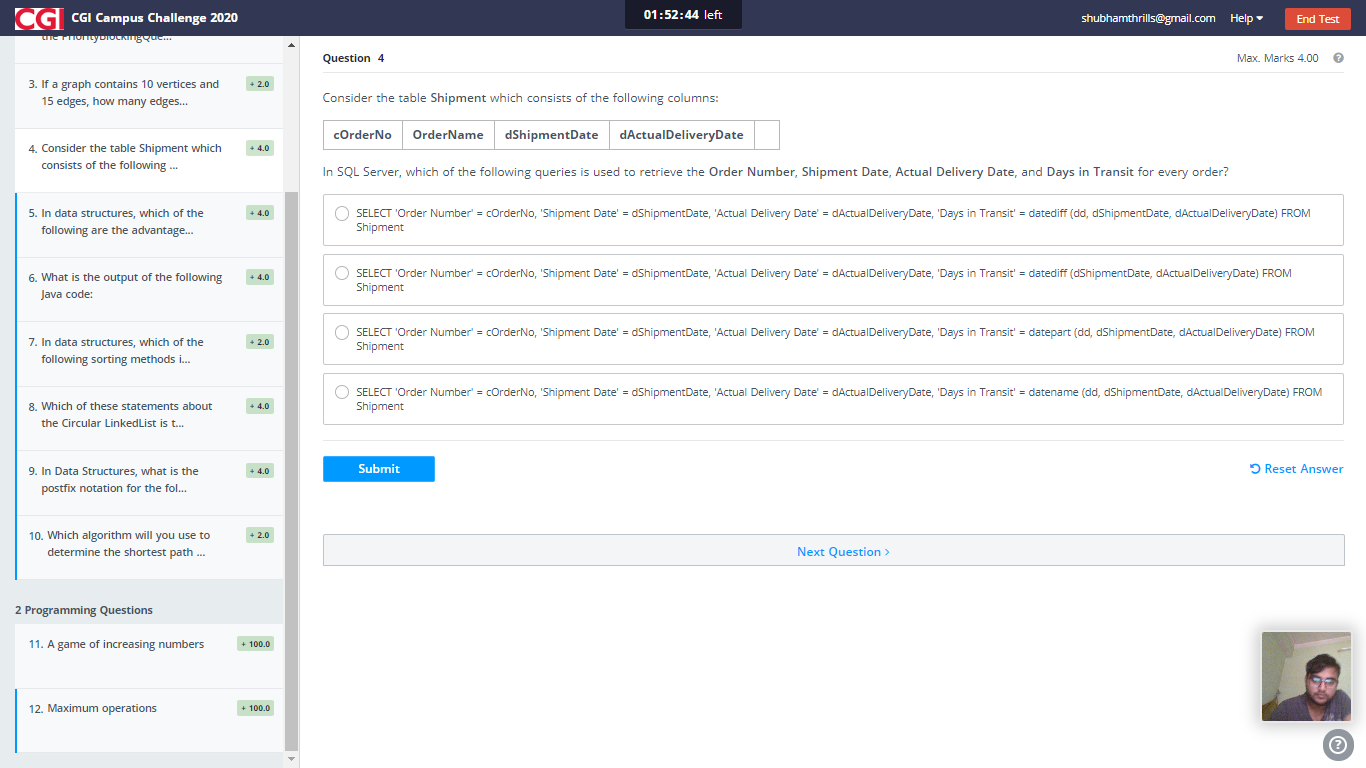 CGI CGI Campus Challenge 2020
01:52:44 left
shubhamthrills@gmail.com Help End Test
the PriorityBlockingQue...
3. If a graph contains 10 vertices and
15 edges, how many edges...
+ 2.0
4. Consider the table Shipment which
consists of the following ...
+ 4.0
5. In data structures, which of the
following are the advantage...
+ 4.0
6. What is the output of the following
Java code:
+ 4.0
7. In data structures, which of the
following sorting methods i...
+ 2.0
8. Which of these statements about
the Circular LinkedList is t...
+ 4.0
9. In Data Structures, what is the
postfix notation for the fol...
+ 4.0
10. Which algorithm will you use to
determine the shortest path ...
+ 2.0
2 Programming Questions
11. A game of increasing numbers
+ 100.0
12. Maximum operations
+ 100.0
Question 4
Max. Marks 4.00 ?
Consider the table Shipment which consists of the following columns:
cOrderNo OrderName dShipmentDate dActualDeliveryDate
In SQL Server, which of the following queries is used to retrieve the Order Number, Shipment Date, Actual Delivery Date, and Days in Transit for every order?
SELECT 'Order Number' = cOrderNo, 'Shipment Date' = dShipmentDate, 'Actual Delivery Date' = dActualDeliveryDate, 'Days in Transit' = datediff (dd, dShipmentDate, dActualDeliveryDate) FROM
Shipment
SELECT 'Order Number' = cOrderNo, 'Shipment Date' = dShipmentDate, 'Actual Delivery Date' = dActualDeliveryDate, 'Days in Transit' = datediff (dShipmentDate, dActualDeliveryDate) FROM
Shipment
SELECT 'Order Number' = cOrderNo, 'Shipment Date' = dShipmentDate, 'Actual Delivery Date' = dActualDeliveryDate, 'Days in Transit' = datepart (dd, dShipmentDate, dActualDeliveryDate) FROM
Shipment
SELECT 'Order Number' = cOrderNo, 'Shipment Date' = dShipmentDate, 'Actual Delivery Date' = dActualDeliveryDate, 'Days in Transit' = datename (dd, dShipmentDate, dActualDeliveryDate) FROM
Shipment
Submit
Reset Answer
Next Question >
?